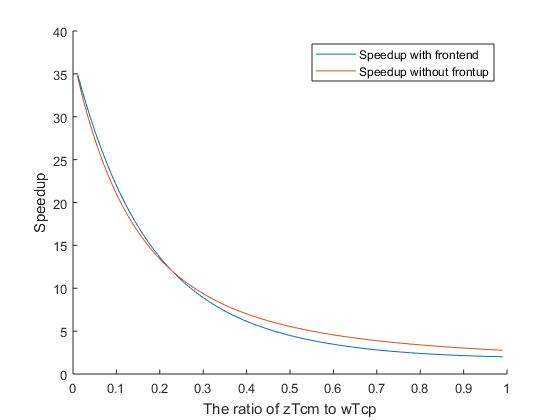 40
35
30
25
20
15
10
5
0
Speedup
Speedup with frontend
Speedup without frontup
0 0.1 0.2 0.3 0.4 0.5 0.6 0.7 0.8 0.9 1
The ratio of zTcm to wTcp